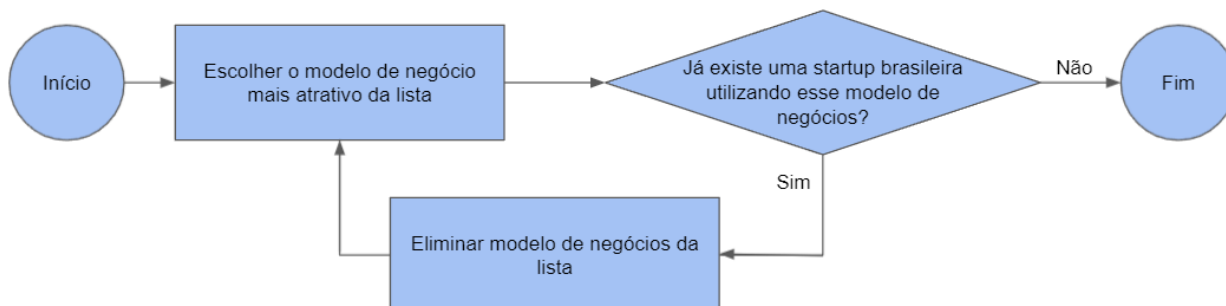 Início
Escolher o modelo de negócio
mais atrativo da lista
Já existe uma startup brasileira
utilizando esse modelo de
negócios?
Não
Fim
Sim
Eliminar modelo de negócios da
lista